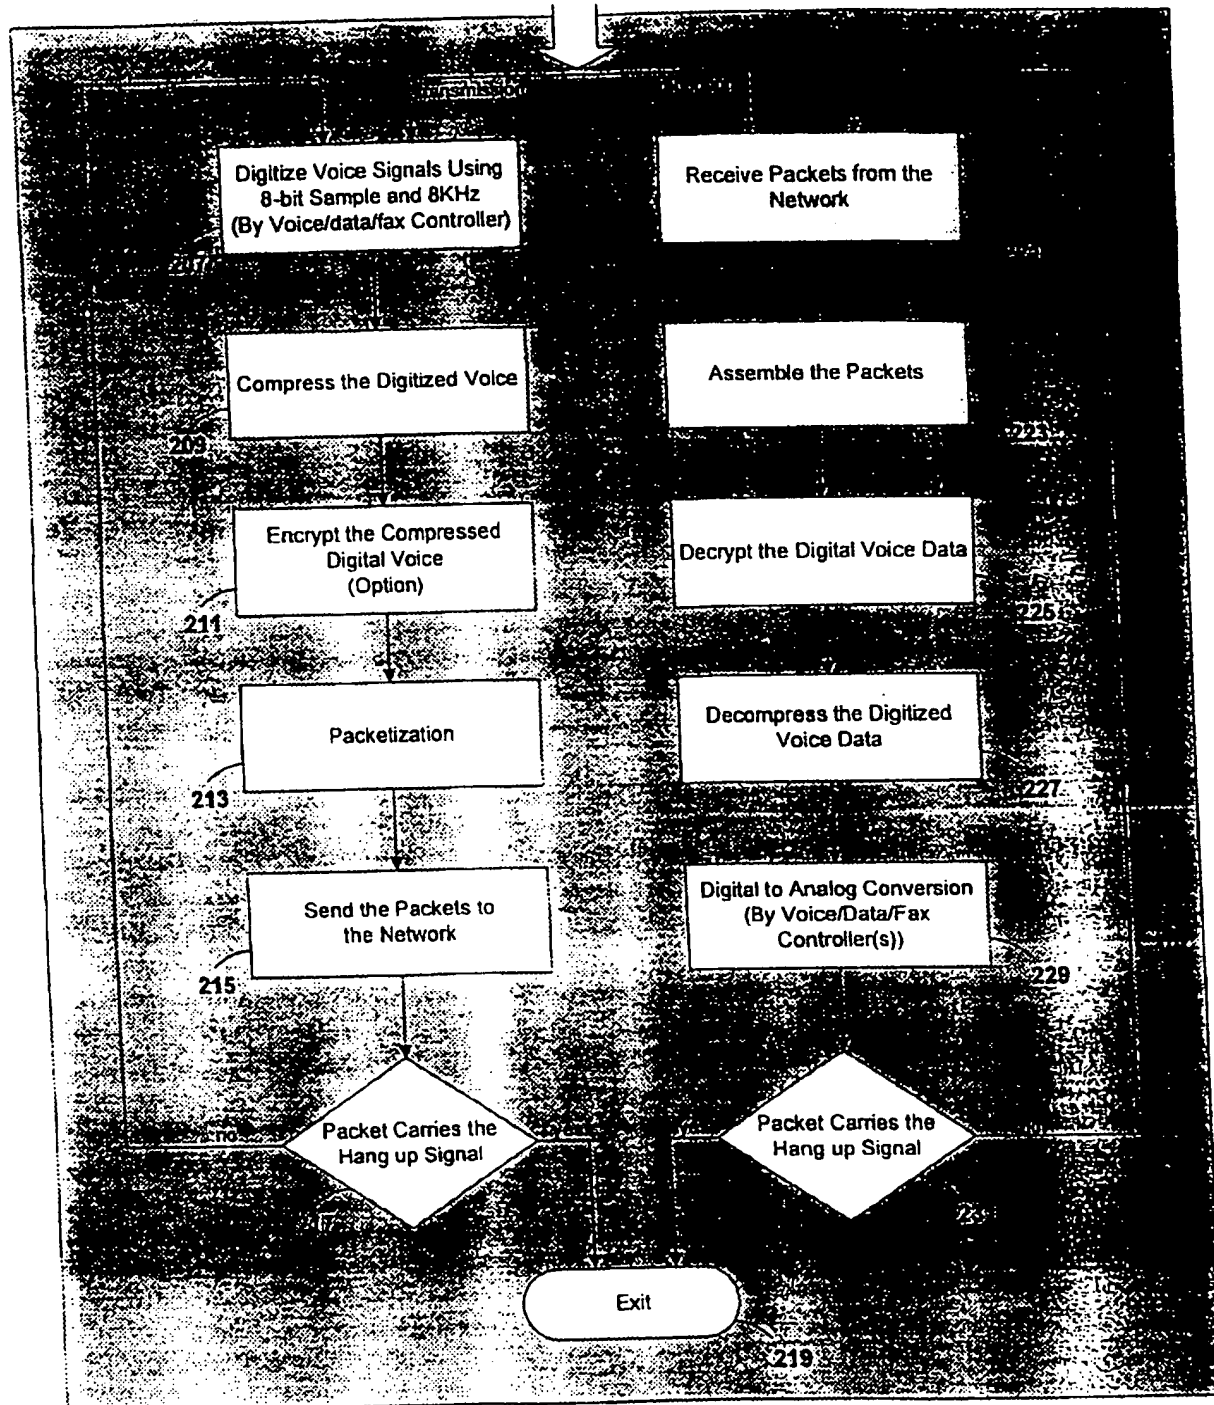 Digitize Voice Signals Using
8-bit Sample and 8KHz
(By Voice/data/fax Controller)
207
Compress the Digitized Voice
209
Encrypt the Compressed
Digital Voice
(Option)
211
Packetization
213
Send the Packets to
the Network
215
no
Packet Carries the
Hang up Signal
Receive Packets from the
Network
Assemble the Packets
223
Decrypt the Digital Voice Data
225
Decompress the Digitized
Voice Data
227
Digital to Analog Conversion
(By Voice/Data/Fax
Controller(s))
229
Packet Carries the
Hang up Signal
Exit
219